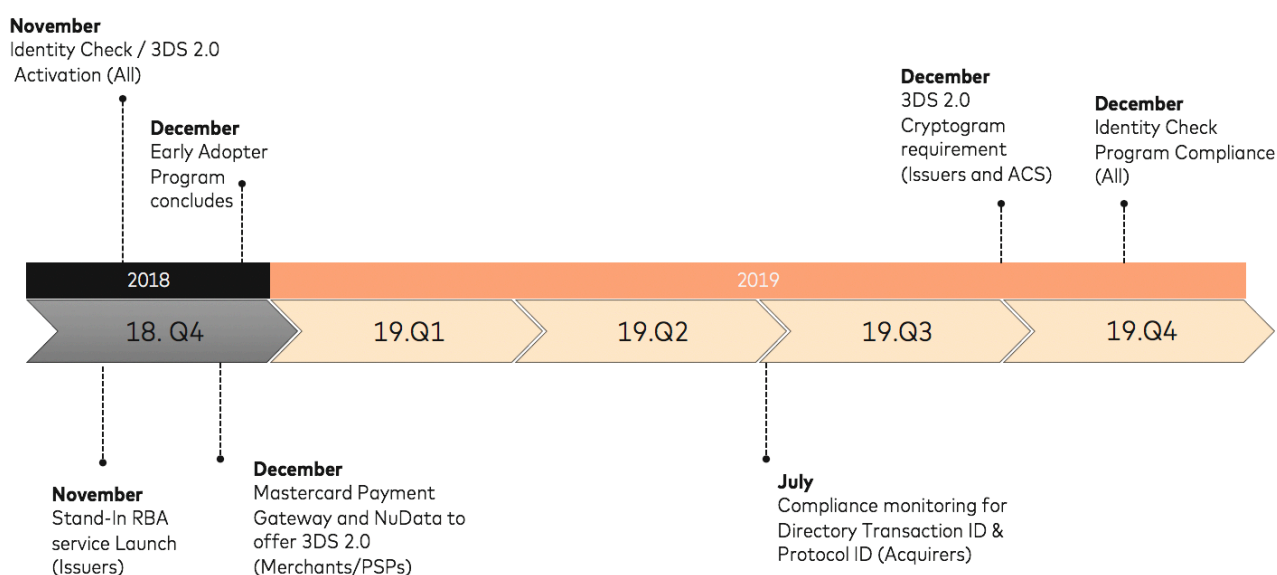 November
Identity Check / 3DS 2.0
Activation (All)
December
Early Adopter
Program
concludes
December
3DS 2.0
Cryptogram
requirement
(Issuers and ACS)
December
Identity Check
Program Compliance
(All)
2018
2019
18. Q4
19.Q1
19.Q2
19.Q3
19.Q4
November
Stand-In RBA
service Launch
(Issuers)
December
Mastercard Payment
Gateway and NuData to
offer 3DS 2.0
(Merchants/PSPs)
July
Compliance monitoring for
Directory Transaction ID &
Protocol ID (Acquirers)